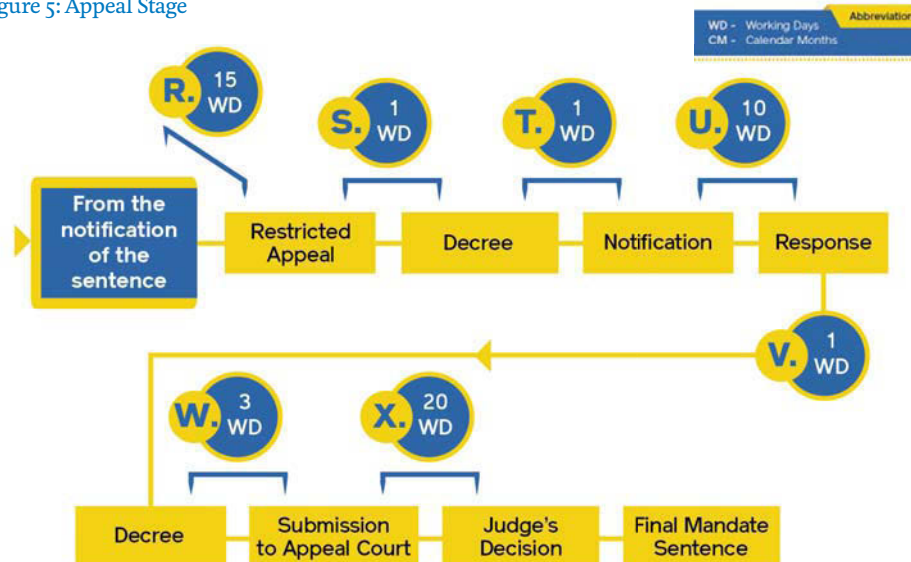 gure 5: Appeal Stage
Abbreviation
WD - Working Days
CM - Calendar Months
R. 15
WD
S. 1
WD
T. 1
WD
U. 10
WD
From the
notification
of the
sentence
Restricted
Appeal
Decree
Notification
Response
V. 1
WD
W. 3
WD
X. 20
WD
Decree
Submission
to Appeal Court
Judge's
Decision
Final Mandate
Sentence